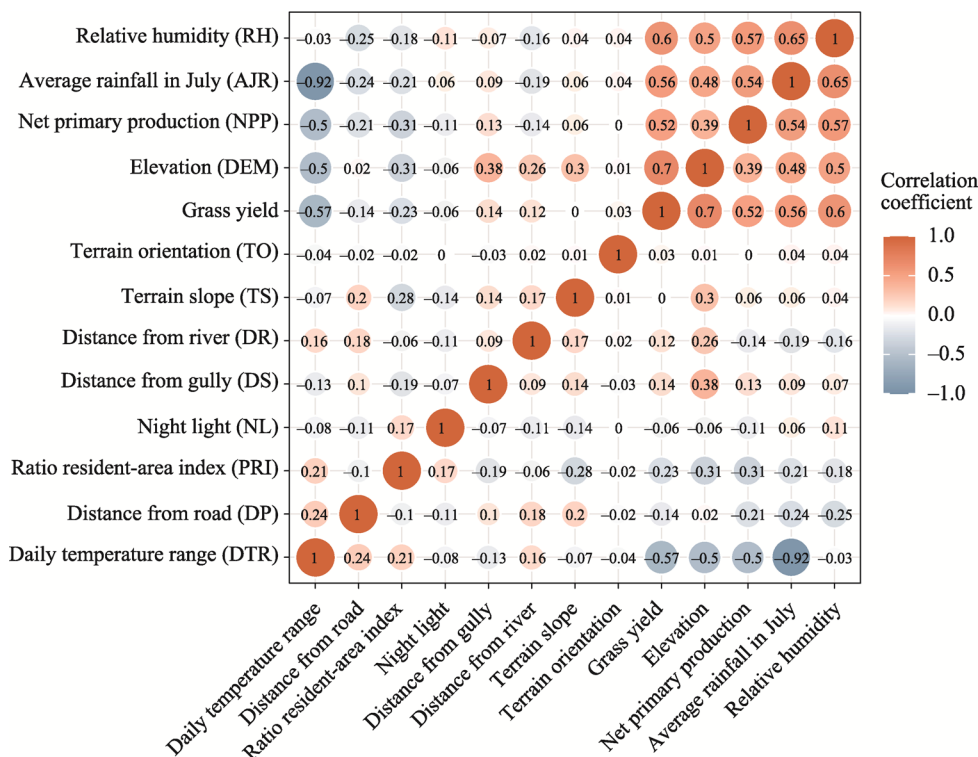 Relative humidity (RH) −0.03 −0.25 −0.18 −0.11 −0.07 −0.16 0.04 0.04 0.6 0.5 0.57 0.65 1
Average rainfall in July (AJR) −0.92 −0.24 −0.21 0.06 0.09 −0.19 0.06 0.04 0.56 0.48 0.54 1 0.65
Net primary production (NPP) −0.5 −0.21 −0.31 −0.11 0.13 −0.14 0.06 0 0.52 0.39 1 0.54 0.57
Elevation (DEM) −0.5 0.02 −0.31 −0.06 0.38 0.26 0.3 0.01 0.7 1 0.39 0.48 0.5
Grass yield −0.57 −0.14 −0.23 −0.06 0.14 0.12 0 0.03 1 0.7 0.52 0.56 0.6
Terrain orientation (TO) −0.04 −0.02 −0.02 0 −0.03 0.02 0.01 1 0.03 0.01 0 0.04 0.04
Terrain slope (TS) −0.07 0.2 0.28 −0.14 0.14 0.17 1 0.01 0 0.3 0.06 0.06 0.04
Distance from river (DR) 0.16 0.18 −0.06 −0.11 0.09 1 0.17 0.02 0.12 0.26 −0.14 −0.19 −0.16
Distance from gully (DS) −0.13 0.1 −0.19 −0.07 1 0.09 0.14 −0.03 0.14 0.38 0.13 0.09 0.07
Night light (NL) −0.08 −0.11 0.17 1 −0.07 −0.11 −0.14 0 −0.06 −0.06 −0.11 0.06 0.11
Ratio resident-area index (PRI) 0.21 −0.1 1 0.17 −0.19 −0.06 −0.28 −0.02 −0.23 −0.31 −0.31 −0.21 −0.18
Distance from road (DP) 0.24 1 −0.1 −0.11 0.1 0.18 0.2 −0.02 −0.14 0.02 −0.21 −0.24 −0.25
Daily temperature range (DTR) 1 0.24 0.21 −0.08 −0.13 0.16 −0.07 −0.04 −0.57 −0.5 −0.5 −0.92 −0.03
Daily temperature range
Distance from road
Ratio resident-area index
Night light
Distance from gully
Distance from river
Terrain slope
Terrain orientation
Grass yield
Elevation
Net primary production
Average rainfall in July
Relative humidity
Correlation
coefficient
1.0
0.5
0.0
−0.5
−1.0